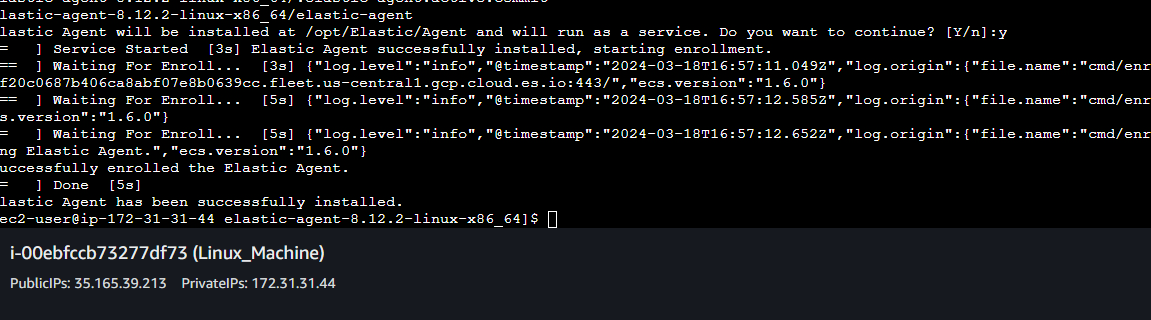 lastic-agent-8.12.2-linux-x86_64/elastic-agent
lastic Agent will be installed at /opt/Elastic/Agent and will run as a service. Do you want to continue? [Y/n]:y
=   ] Service Started  [3s] Elastic Agent successfully installed, starting enrollment.
==  ] Waiting For Enroll...  [3s] {"log.level":"info","@timestamp":"2024-03-18T16:57:11.049Z","log.origin":{"file.name":"cmd/enr
f20c0687b406ca8abf07e8b0639cc.fleet.us-central1.gcp.cloud.es.io:443/","ecs.version":"1.6.0"}
==  ] Waiting For Enroll...  [5s] {"log.level":"info","@timestamp":"2024-03-18T16:57:12.585Z","log.origin":{"file.name":"cmd/enr
s.version":"1.6.0"}
=   ] Waiting For Enroll...  [5s] {"log.level":"info","@timestamp":"2024-03-18T16:57:12.652Z","log.origin":{"file.name":"cmd/enr
ng Elastic Agent.","ecs.version":"1.6.0"}
uccessfully enrolled the Elastic Agent.
=   ] Done  [5s]
lastic Agent has been successfully installed.
ec2-user@ip-172-31-31-44 elastic-agent-8.12.2-linux-x86_64]$
i-00ebfccb73277df73 (Linux_Machine)
PublicIPs: 35.165.39.213 PrivateIPs: 172.31.31.44